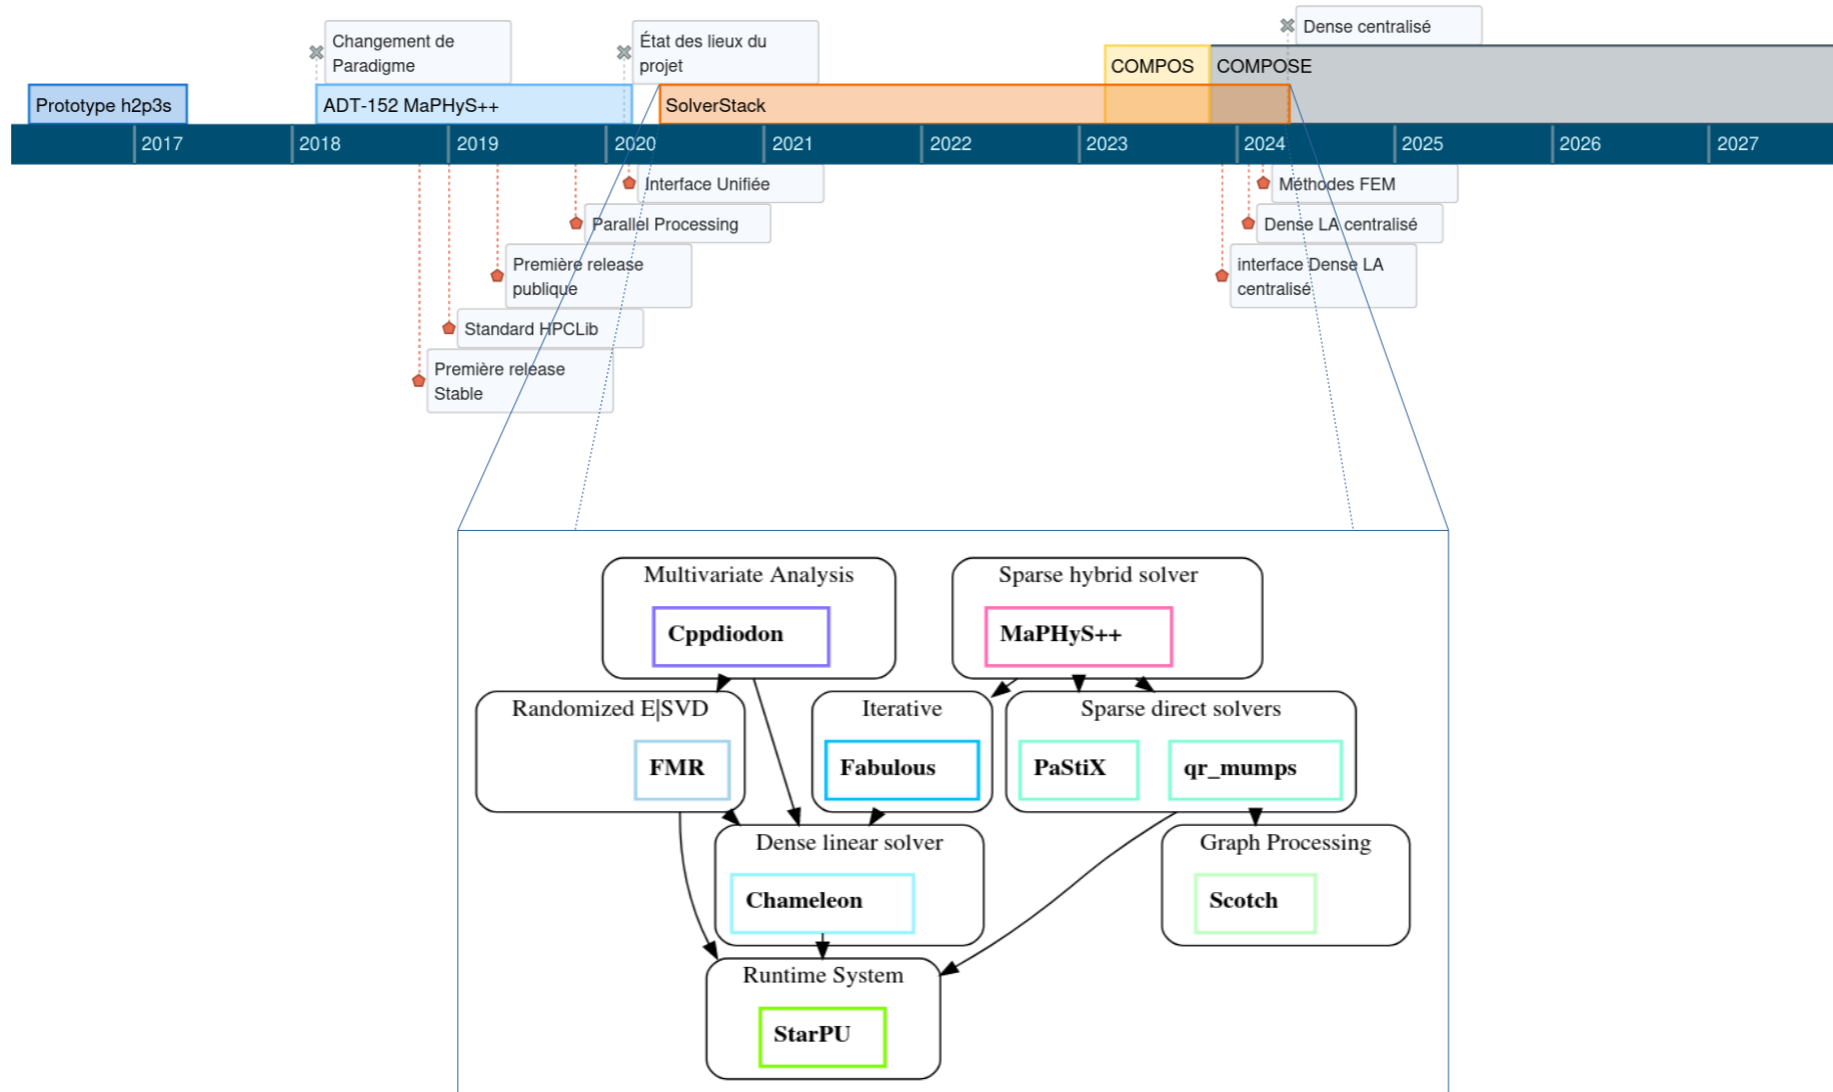 Changement de
Paradigme
État des lieux du
projet
Dense centralisé
COMPOS
COMPOSE
Prototype h2p3s
ADT-152 MaPHyS++
SolverStack
2017
2018
2019
2020
2021
2022
2023
2024
2025
2026
2027
Interface Unifiée
Méthodes FEM
Parallel Processing
Dense LA centralisé
Première release
publique
interface Dense LA
centralisé
Standard HPCLib
Première release
Stable
Multivariate Analysis
Cppdiodon
Sparse hybrid solver
MaPHyS++
Randomized E|SVD
FMR
Iterative
Fabulous
Sparse direct solvers
PaStiX
qr_mumps
Dense linear solver
Chameleon
Graph Processing
Scotch
Runtime System
StarPU